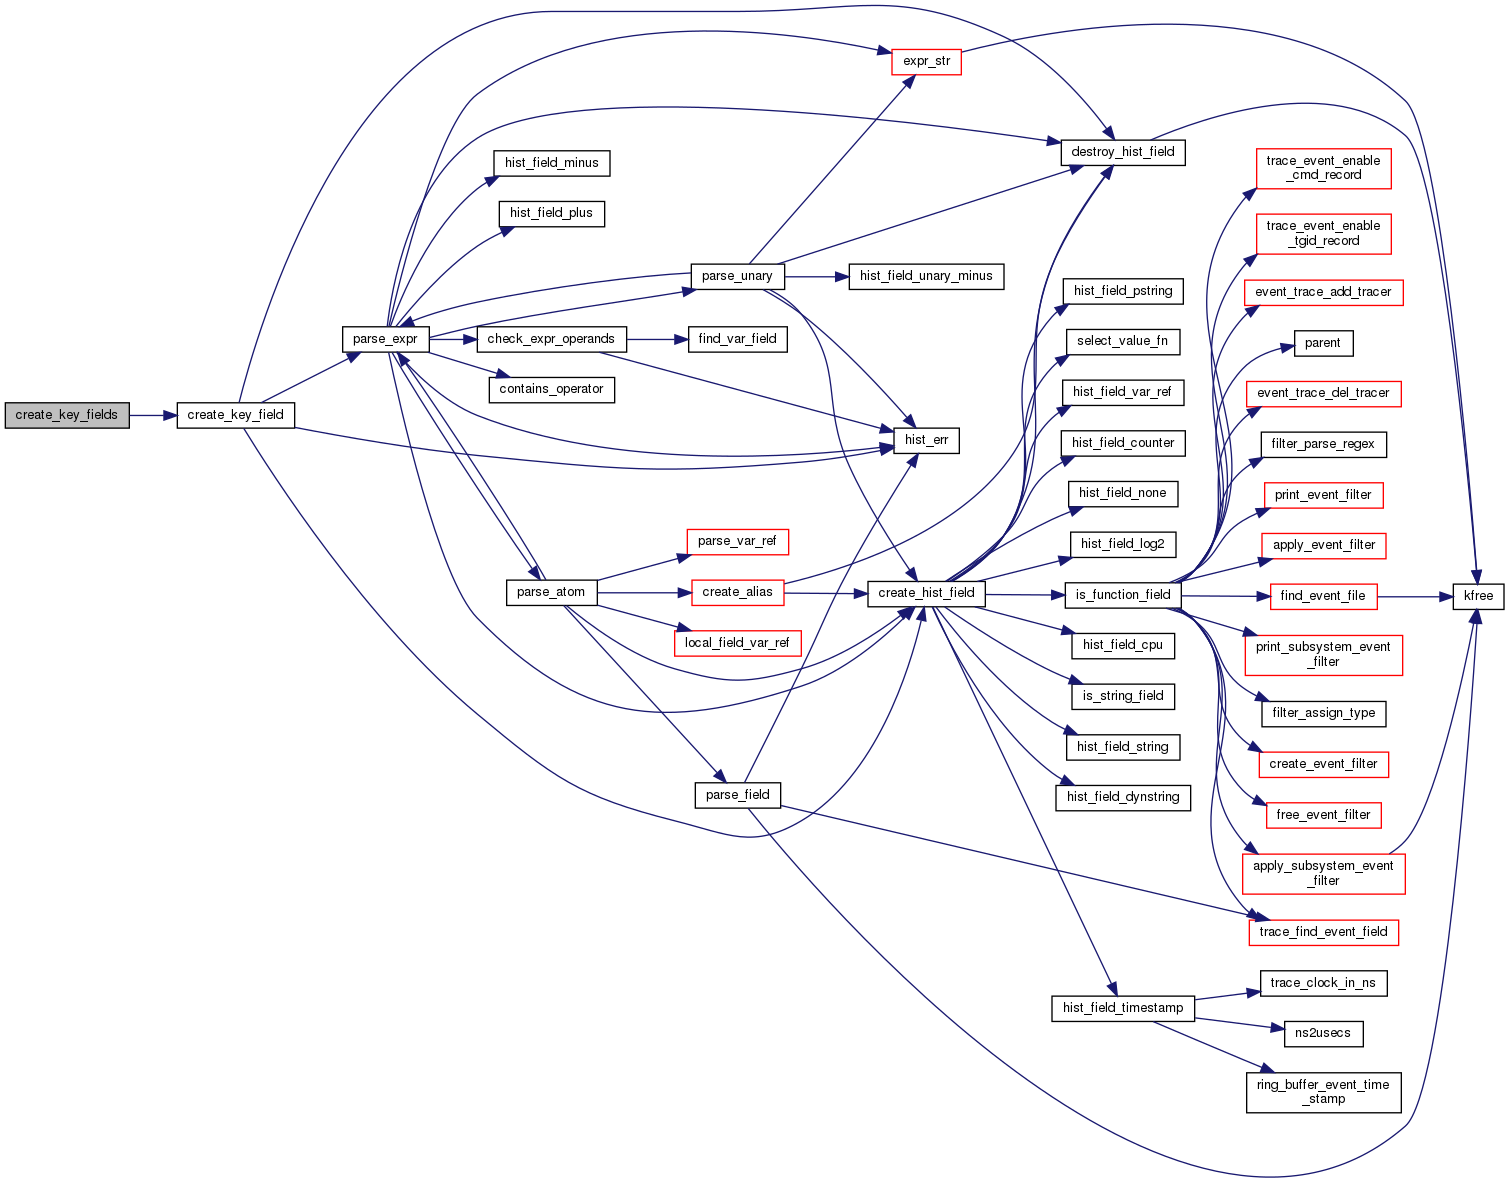 create_key_fields
create_key_field
parse_expr
hist_field_minus
hist_field_plus
check_expr_operands
contains_operator
parse_atom
parse_unary
find_var_field
parse_var_ref
create_alias
local_field_var_ref
parse_field
expr_str
hist_field_unary_minus
hist_err
create_hist_field
destroy_hist_field
hist_field_pstring
select_value_fn
hist_field_var_ref
hist_field_counter
hist_field_none
hist_field_log2
is_function_field
hist_field_cpu
is_string_field
hist_field_string
hist_field_dynstring
hist_field_timestamp
trace_event_enable
_cmd_record
trace_event_enable
_tgid_record
event_trace_add_tracer
parent
event_trace_del_tracer
filter_parse_regex
print_event_filter
apply_event_filter
find_event_file
print_subsystem_event
_filter
filter_assign_type
create_event_filter
free_event_filter
apply_subsystem_event
_filter
trace_find_event_field
trace_clock_in_ns
ns2usecs
ring_buffer_event_time
_stamp
kfree